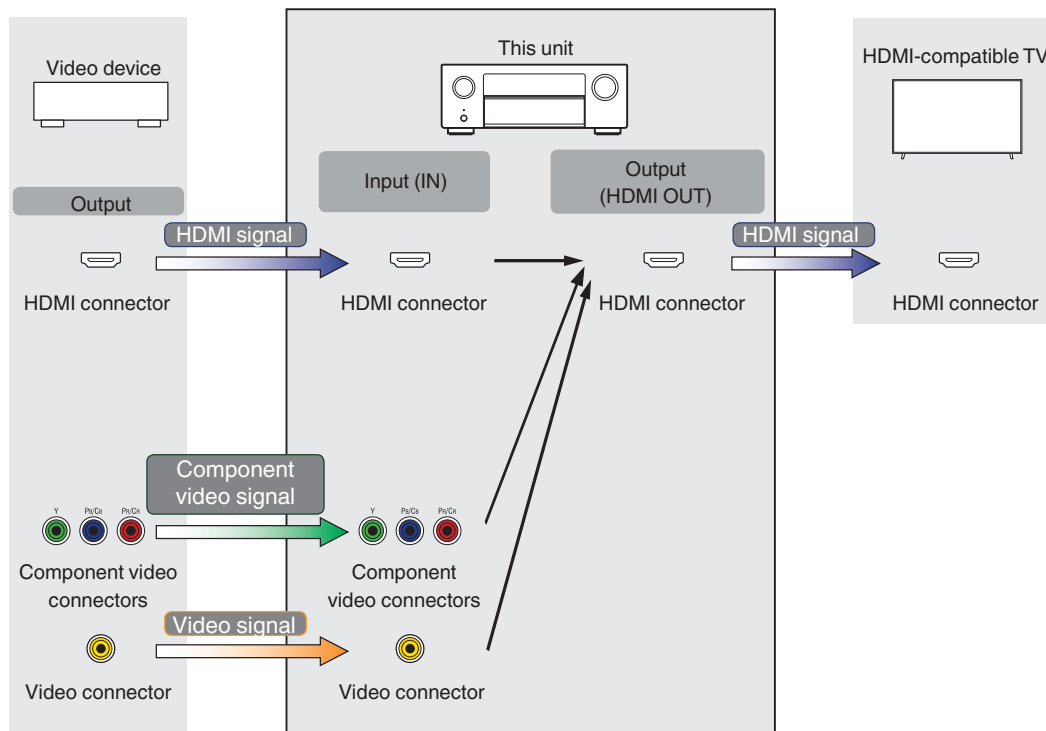 Video device
This unit
HDMI-compatible TV
Output
Input (IN)
Output
(HDMI OUT)
HDMI signal
HDMI signal
HDMI connector
HDMI connector
HDMI connector
HDMI connector
Component
video signal
Y PB/CB PR/CR
Y PB/CB PR/CR
Component video
connectors
Component
video connectors
Video signal
Video connector
Video connector